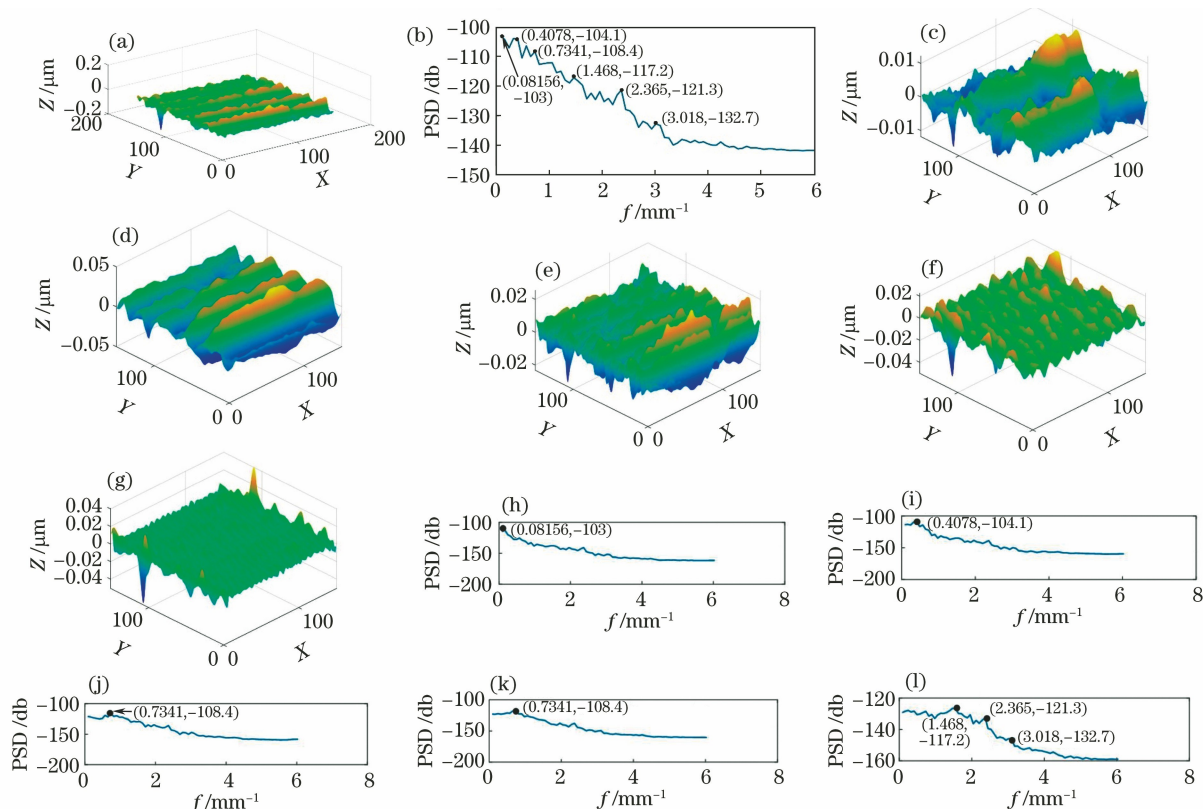 (a)
0.2
0
−0.2
Z /μm
200
100
0 0
100
200
Y
X
(b)
−100
−110
−120
−130
−140
−150
PSD /db
(0.4078,−104.1)
(0.7341,−108.4)
(1.468,−117.2)
(0.08156,
−103)
(2.365,−121.3)
(3.018,−132.7)
0 1 2 3 4 5 6
f /mm⁻¹
(c)
0.01
0
−0.01
Z /μm
100
0 0
100
Y
X
(d)
0.05
0
−0.05
Z /μm
100
0 0
100
Y
X
(e)
0.02
0
−0.02
Z /μm
100
0 0
100
Y
X
(f)
0.02
0
−0.02
−0.04
Z /μm
100
0 0
100
Y
X
(g)
0.04
0.02
0
−0.02
−0.04
Z /μm
100
0 0
100
Y
X
(h)
−100
−150
−200
PSD /db
(0.08156,−103)
0 2 4 6 8
f /mm⁻¹
(i)
−100
−150
−200
PSD /db
(0.4078,−104.1)
0 2 4 6 8
f /mm⁻¹
(j)
−100
−150
−200
PSD /db
(0.7341,−108.4)
0 2 4 6 8
f /mm⁻¹
(k)
−100
−150
−200
PSD /db
(0.7341,−108.4)
0 2 4 6 8
f /mm⁻¹
(l)
−120
−140
−160
PSD /db
(2.365,−121.3)
(1.468,
−117.2)
(3.018,−132.7)
0 2 4 6 8
f /mm⁻¹